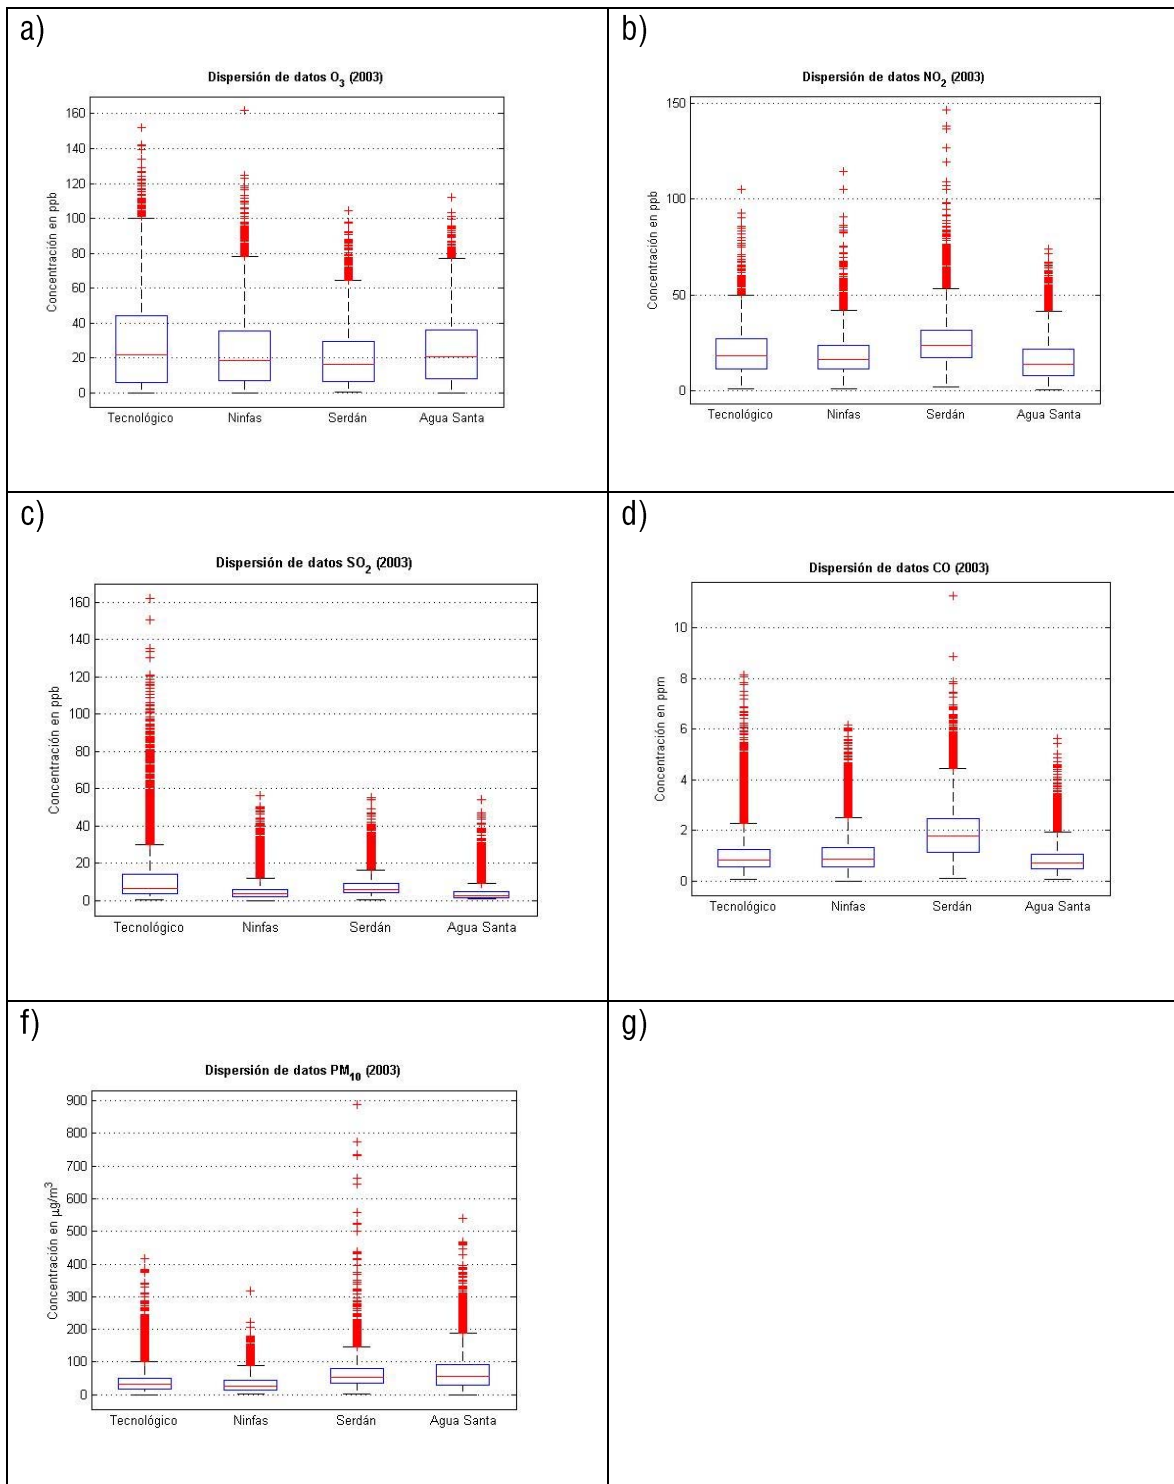 a)
Dispersión de datos O3 (2003)
Concentración en ppb
160
140
120
100
80
60
40
20
0
Tecnológico Ninfas Serdán Agua Santa
b)
Dispersión de datos NO2 (2003)
Concentración en ppb
150
100
50
0
Tecnológico Ninfas Serdán Agua Santa
c)
Dispersión de datos SO2 (2003)
Concentración en ppb
160
140
120
100
80
60
40
20
0
Tecnológico Ninfas Serdán Agua Santa
d)
Dispersión de datos CO (2003)
Concentración en ppm
10
8
6
4
2
0
Tecnológico Ninfas Serdán Agua Santa
f)
Dispersión de datos PM10 (2003)
Concentración en µg/m3
900
800
700
600
500
400
300
200
100
0
Tecnológico Ninfas Serdán Agua Santa
g)